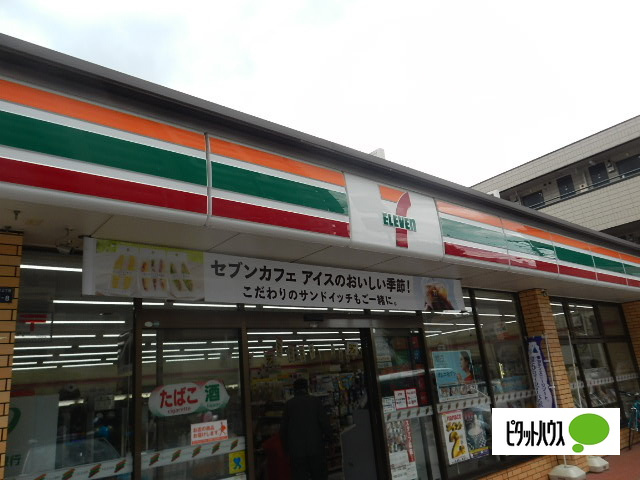 7
ELEVEN
セブンカフェ アイスのおいしい季節!
こだわりのサンドイッチもご一緒に。
たばこ 酒
cigarette
ピタットハウス